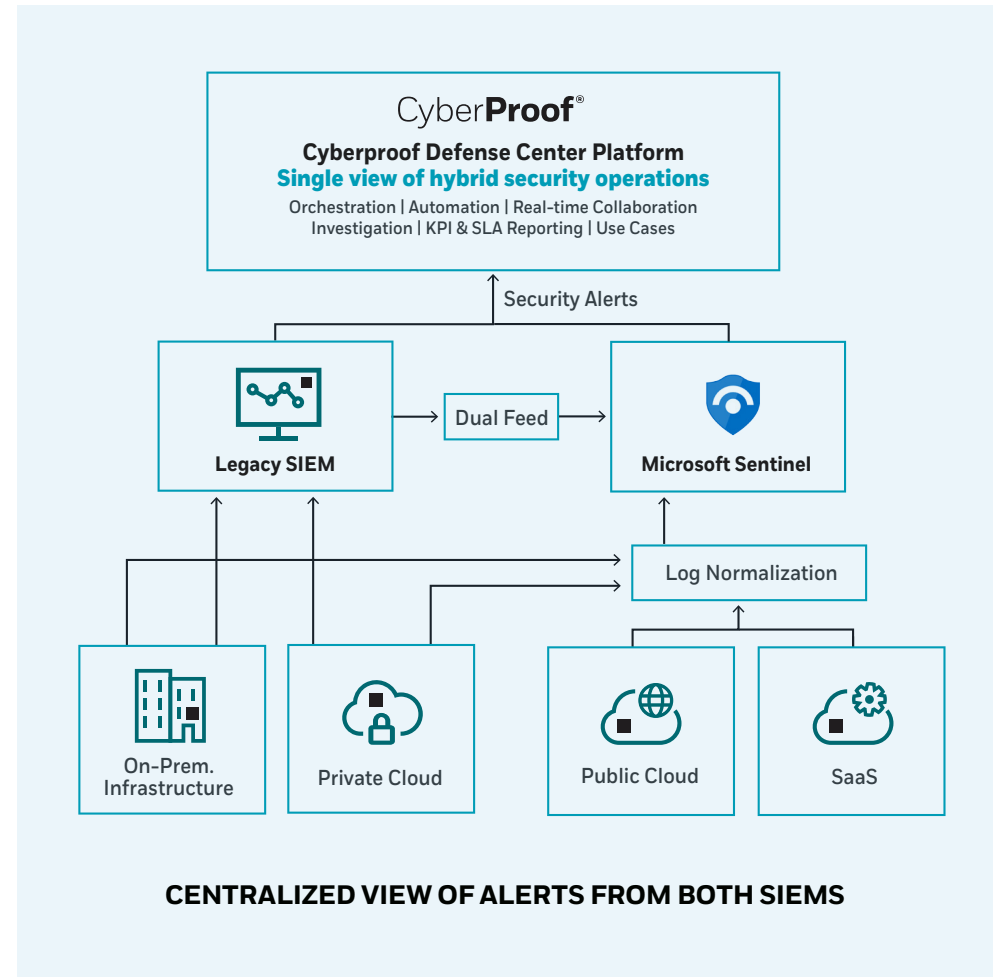 CyberProof®
Cyberproof Defense Center Platform
Single view of hybrid security operations
Orchestration | Automation | Real-time Collaboration
Investigation | KPI & SLA Reporting | Use Cases
Security Alerts
Legacy SIEM
Dual Feed
Microsoft Sentinel
Log Normalization
On-Prem.
Infrastructure
Private Cloud
Public Cloud
SaaS
CENTRALIZED VIEW OF ALERTS FROM BOTH SIEMS